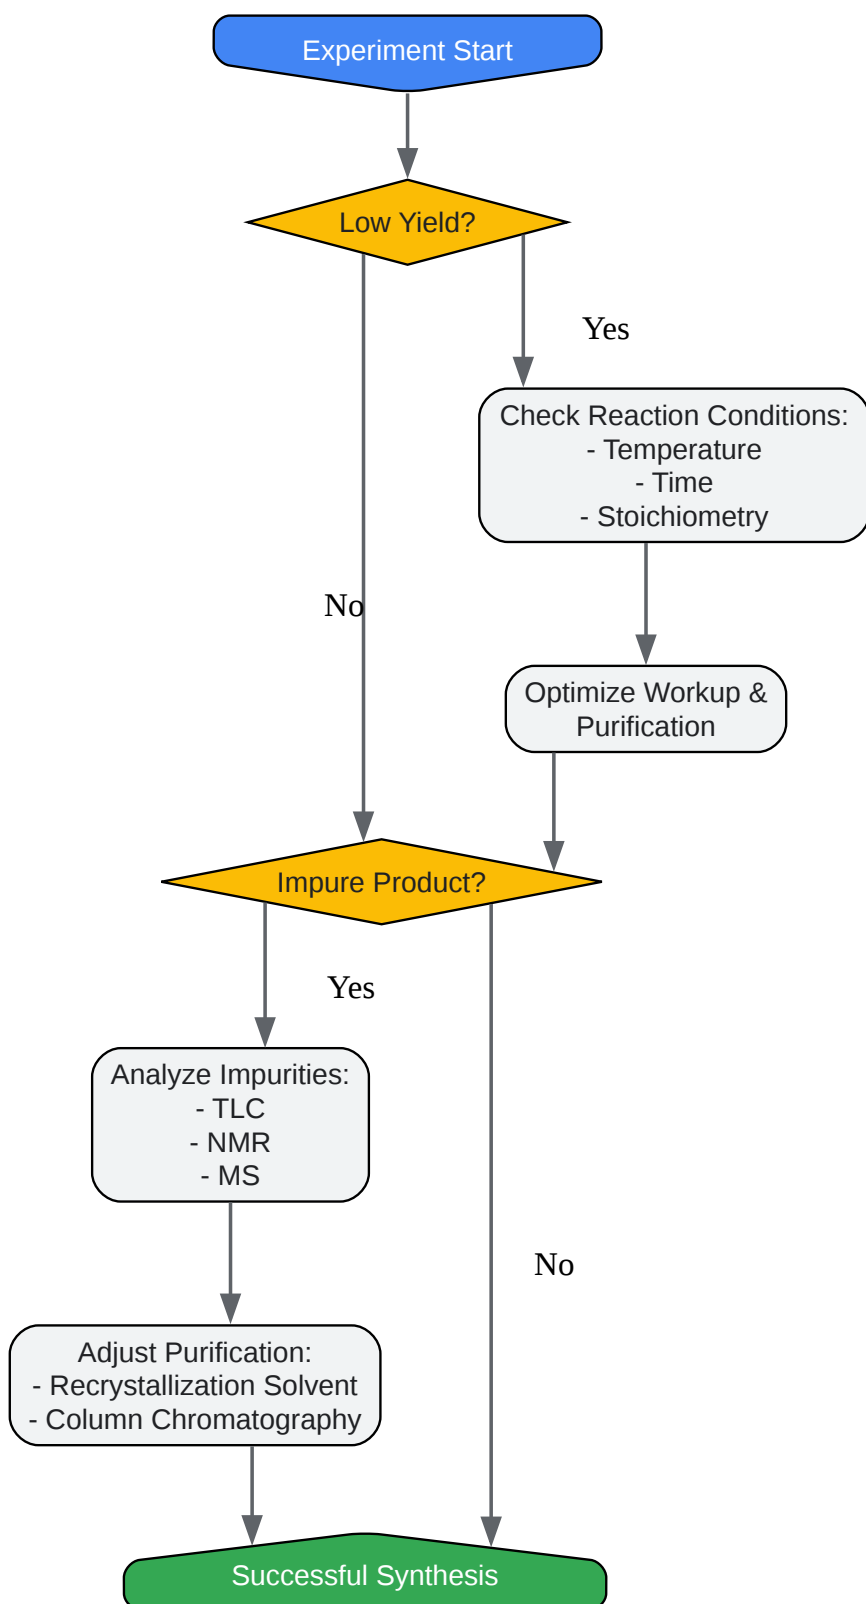 Experiment Start
Low Yield?
Yes
Check Reaction Conditions:
- Temperature
- Time
- Stoichiometry
No
Optimize Workup &
Purification
Impure Product?
Yes
Analyze Impurities:
- TLC
- NMR
- MS
No
Adjust Purification:
- Recrystallization Solvent
- Column Chromatography
Successful Synthesis